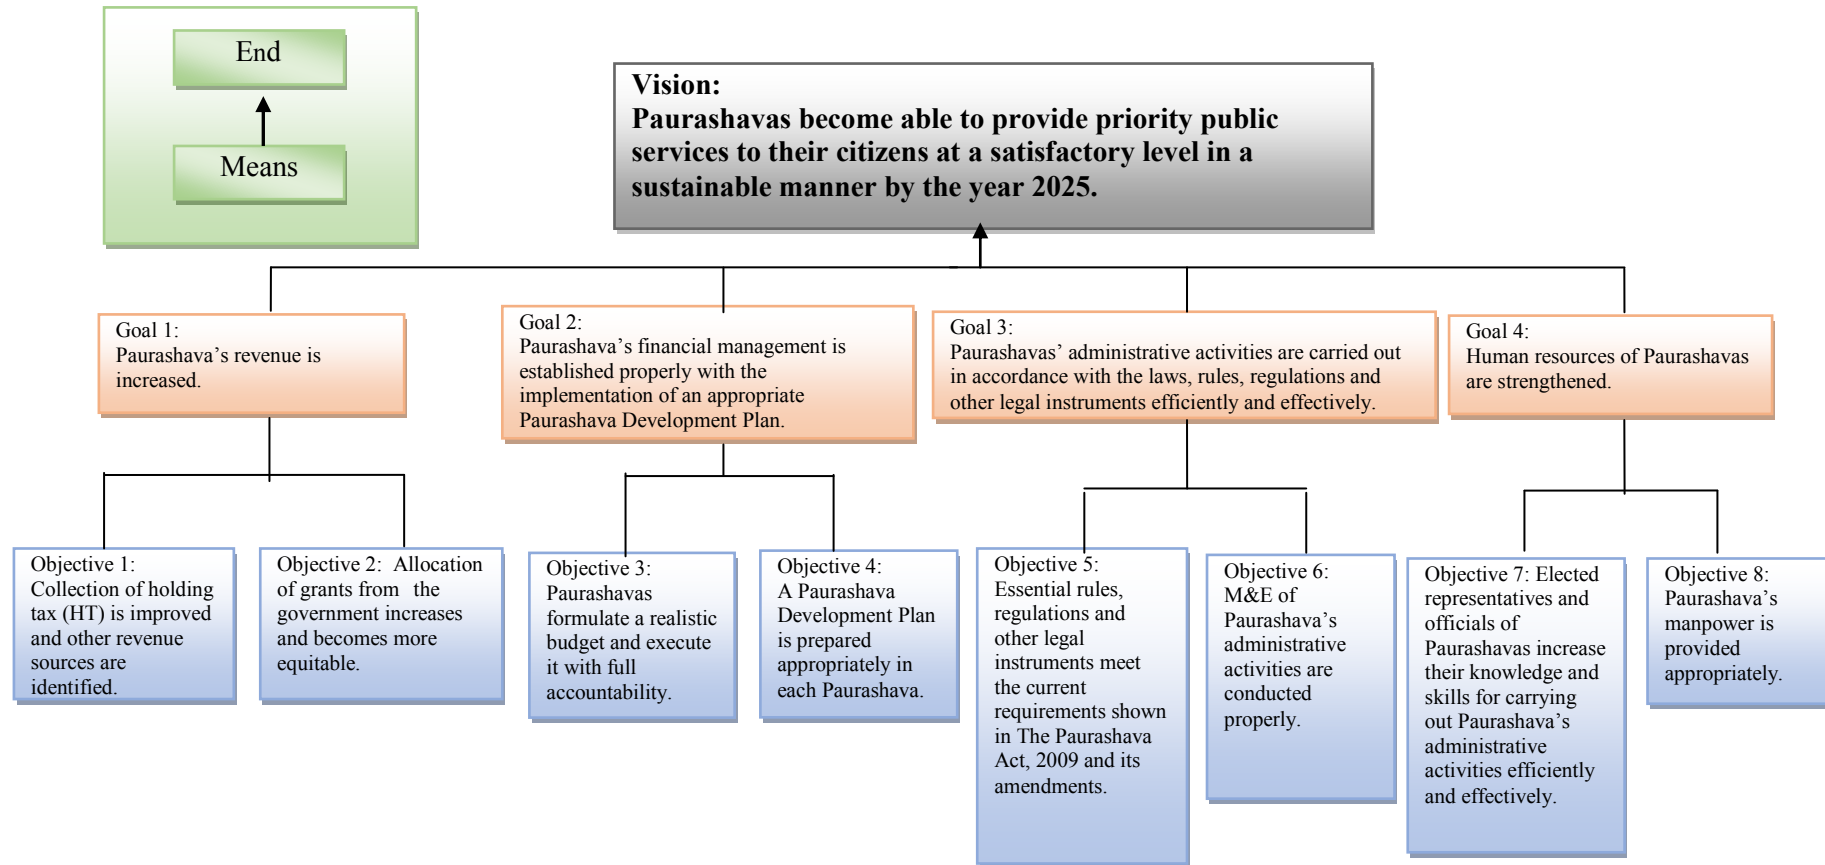 End
Means
Vision:
Paurashavas become able to provide priority public
services to their citizens at a satisfactory level in a
sustainable manner by the year 2025.
Goal 1:
Paurashava’s revenue is
increased.
Goal 2:
Paurashava’s financial management is
established properly with the
implementation of an appropriate
Paurashava Development Plan.
Goal 3:
Paurashavas’ administrative activities are carried out
in accordance with the laws, rules, regulations and
other legal instruments efficiently and effectively.
Goal 4:
Human resources of Paurashavas
are strengthened.
Objective 1:
Collection of holding
tax (HT) is improved
and other revenue
sources are
identified.
Objective 2: Allocation
of grants from the
government increases
and becomes more
equitable.
Objective 3:
Paurashavas
formulate a realistic
budget and execute
it with full
accountability.
Objective 4:
A Paurashava
Development Plan
is prepared
appropriately in
each Paurashava.
Objective 5:
Essential rules,
regulations and
other legal
instruments meet
the current
requirements shown
in The Paurashava
Act, 2009 and its
amendments.
Objective 6:
M&E of
Paurashava’s
administrative
activities are
conducted
properly.
Objective 7: Elected
representatives and
officials of
Paurashavas increase
their knowledge and
skills for carrying
out Paurashava’s
administrative
activities efficiently
and effectively.
Objective 8:
Paurashava’s
manpower is
provided
appropriately.